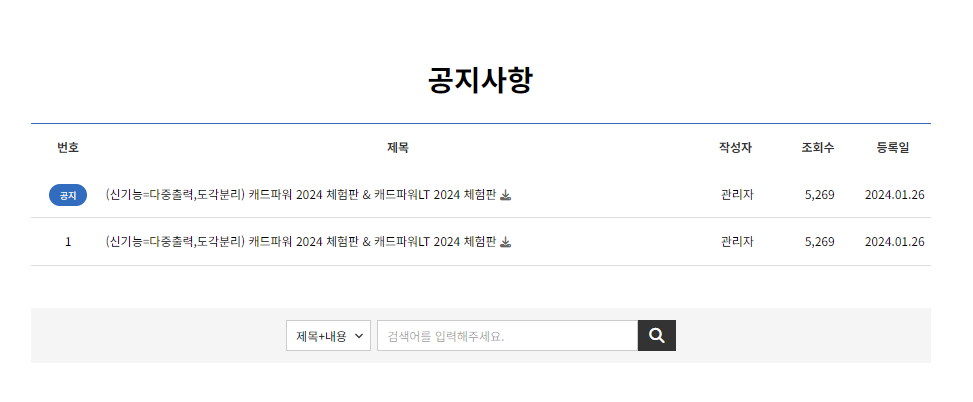 공지사항
번호 제목 작성자 조회수 등록일
공지 (신기능=다중출력,도각분리) 캐드파워 2024 체험판 & 캐드파워LT 2024 체험판 관리자 5,269 2024.01.26
1 (신기능=다중출력,도각분리) 캐드파워 2024 체험판 & 캐드파워LT 2024 체험판 관리자 5,269 2024.01.26
제목+내용 검색어를 입력해주세요.